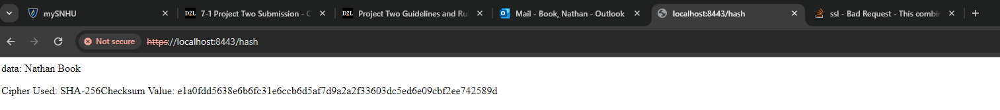 mySNHU
D2L 7-1 Project Two Submission - C
D2L Project Two Guidelines and Ru
Mail - Book, Nathan - Outlook
localhost:8443/hash
ssl - Bad Request - This combi
Not secure https://localhost:8443/hash
data: Nathan Book
Cipher Used: SHA-256Checksum Value: e1a0fdd5638e6b6fc31e6ccb6d5af7d9a2a2f33603dc5ed6e09cbf2ee742589d